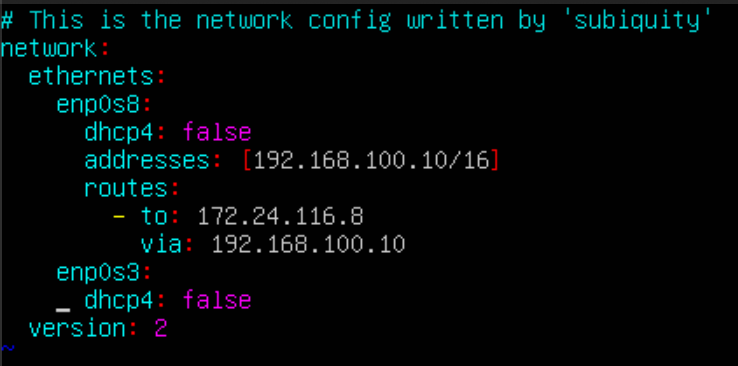 # This is the network config written by 'subiquity'
network:
  ethernets:
    enp0s8:
      dhcp4: false
      addresses: [192.168.100.10/16]
      routes:
        - to: 172.24.116.8
          via: 192.168.100.10
    enp0s3:
      dhcp4: false
  version: 2
~